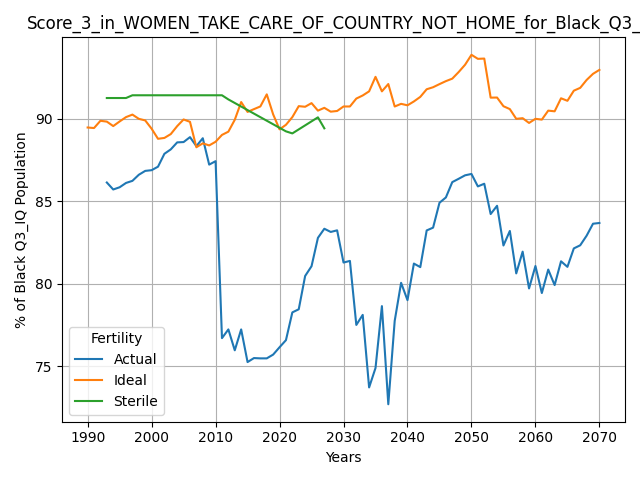 Score_3_in_WOMEN_TAKE_CARE_OF_COUNTRY_NOT_HOME_for_Black_Q3_
% of Black Q3_IQ Population
90
85
80
75
Fertility
Actual
Ideal
Sterile
1990 2000 2010 2020 2030 2040 2050 2060 2070
Years